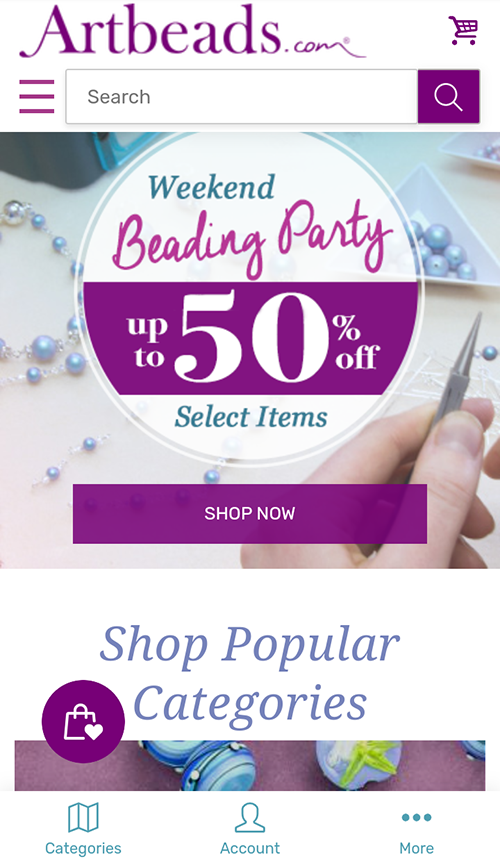 Artbeads.com®
Search
Weekend
Beading Party
up to 50% off
Select Items
SHOP NOW
Shop Popular
Categories
Categories
Account
More